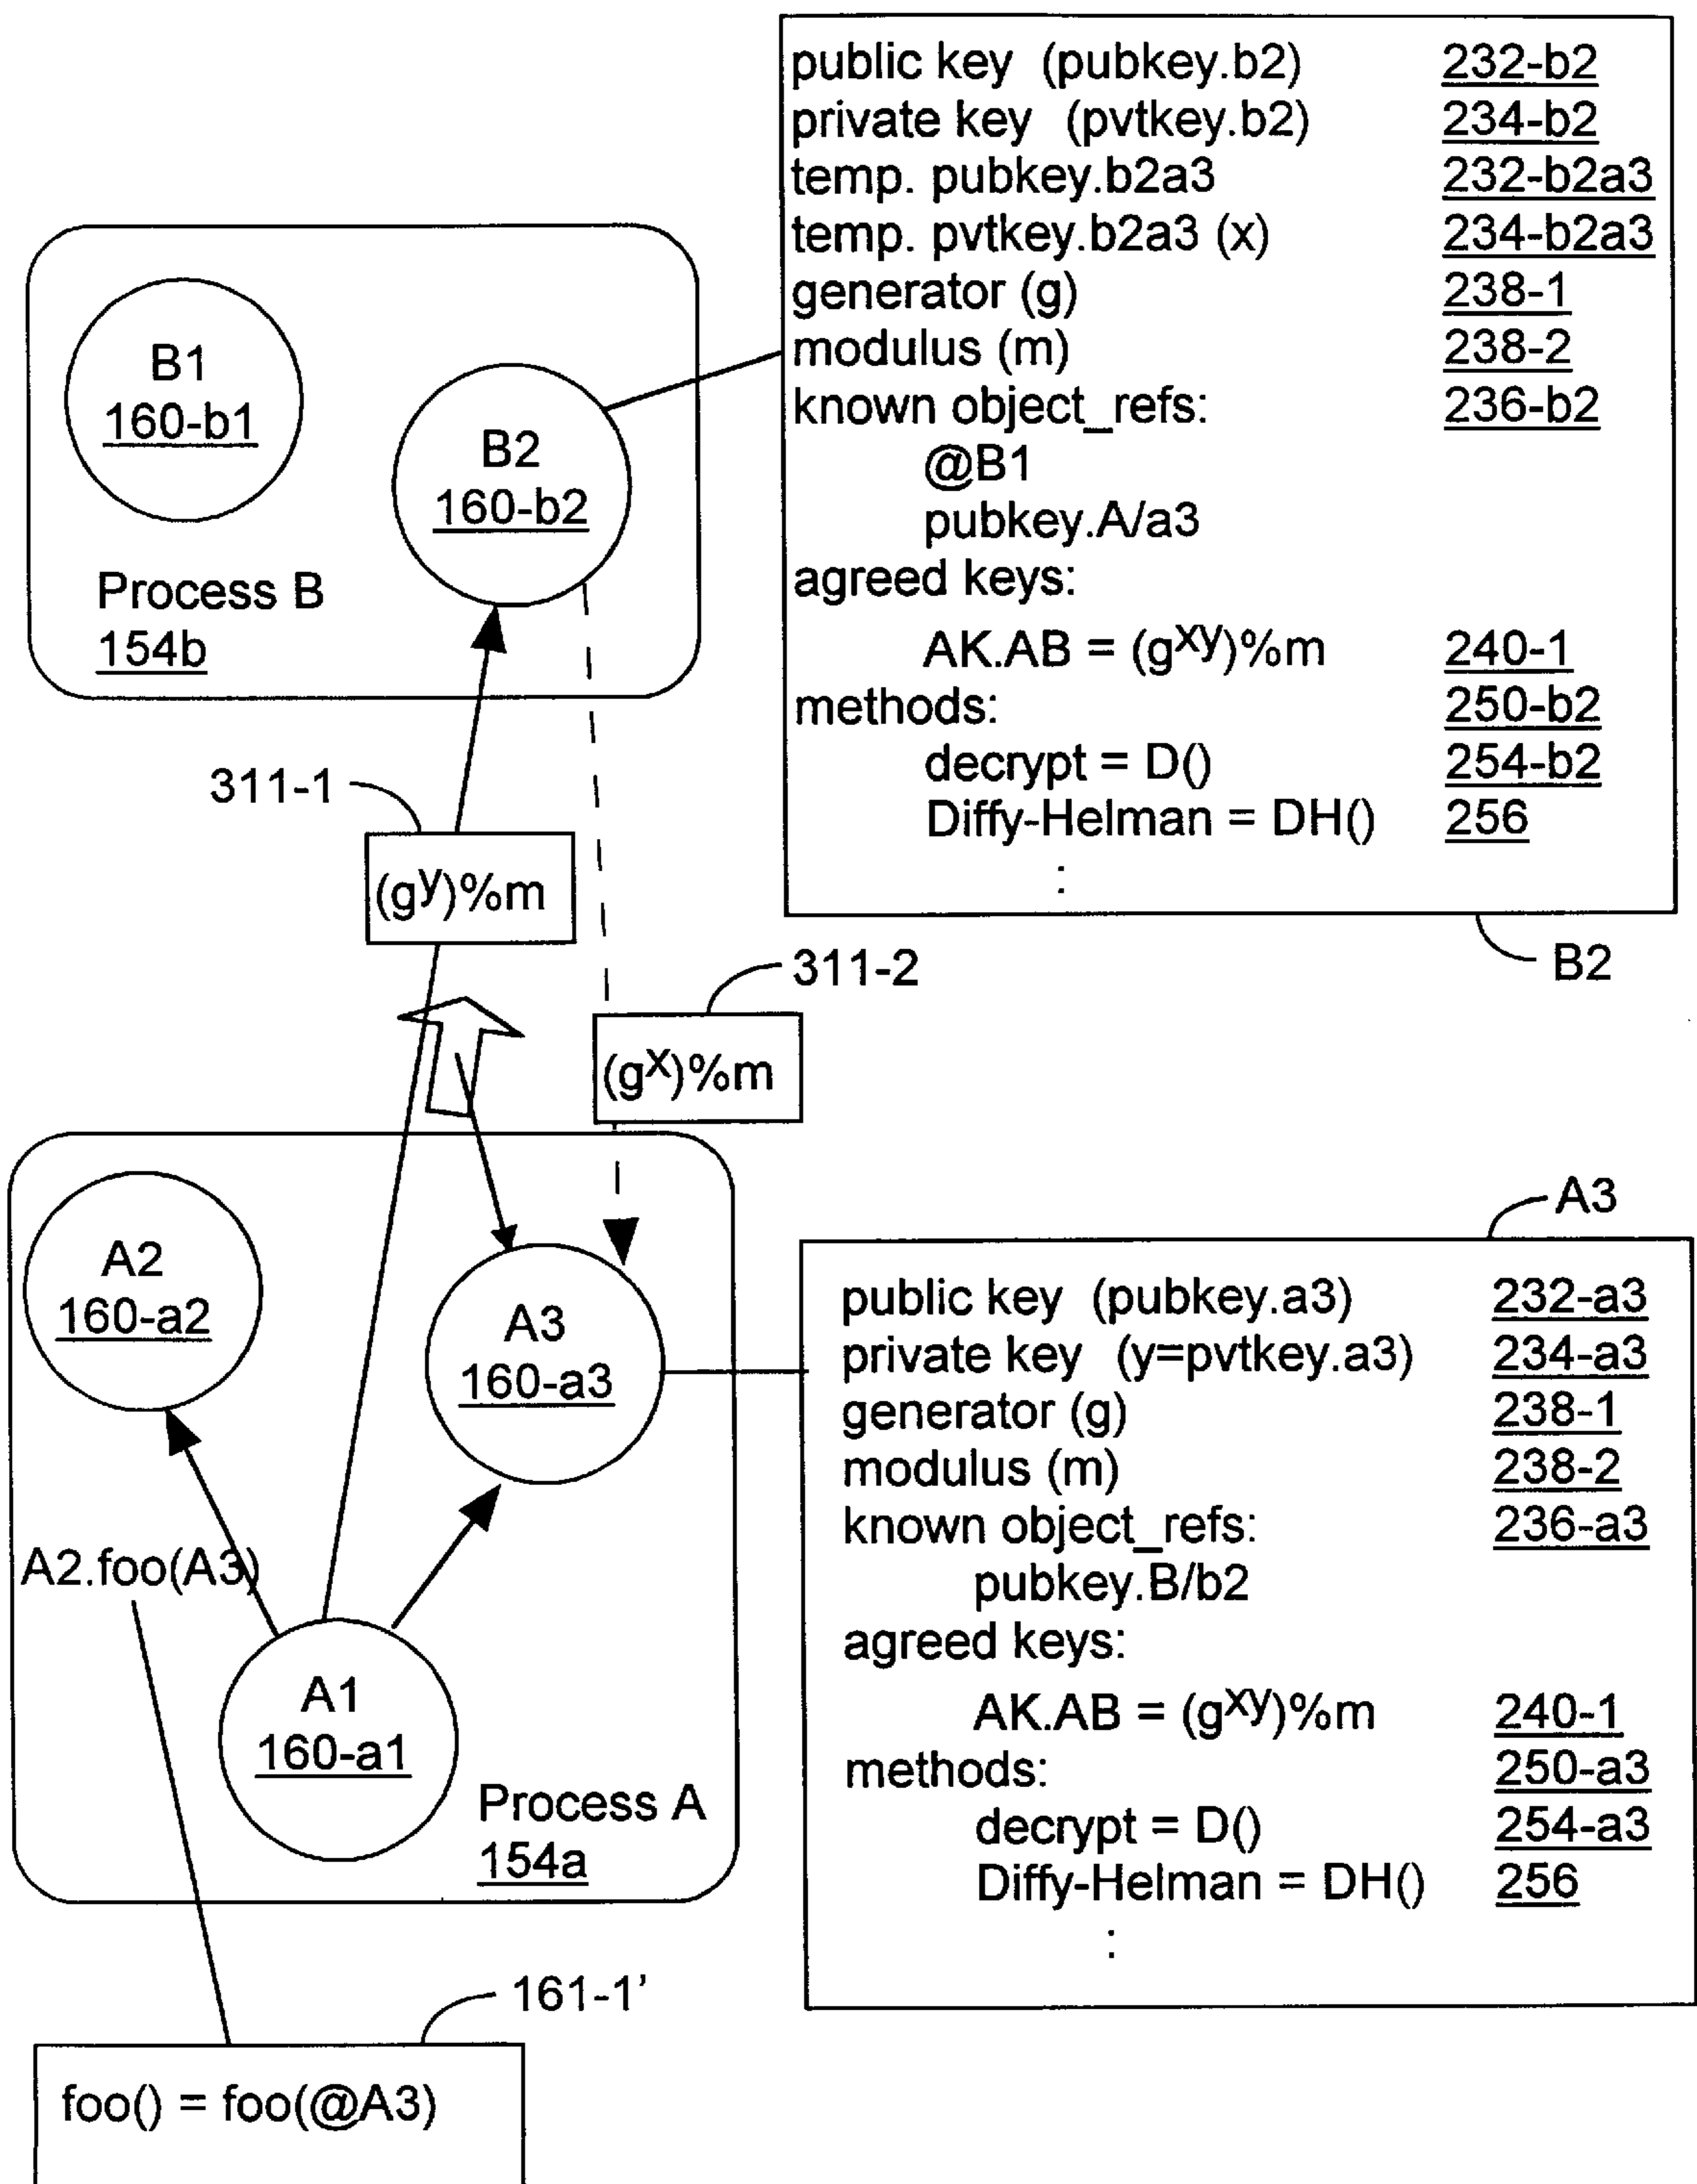 public key (pubkey.b2) 232-b2
private key (pvtkey.b2) 234-b2
temp. pubkey.b2a3 232-b2a3
temp. pvtkey.b2a3 (x) 234-b2a3
generator (g) 238-1
modulus (m) 238-2
known object_refs: 236-b2
@B1
pubkey.A/a3
agreed keys:
AK.AB = (g^xy)%m 240-1
methods: 250-b2
decrypt = D() 254-b2
Diffy-Helman = DH() 256
:
B2
B1
160-b1
B2
160-b2
Process B
154b
311-1
(g^y)%m
311-2
(g^x)%m
A2
160-a2
A3
160-a3
A2.foo(A3)
A1
160-a1
Process A
154a
A3
public key (pubkey.a3) 232-a3
private key (y=pvtkey.a3) 234-a3
generator (g) 238-1
modulus (m) 238-2
known object_refs: 236-a3
pubkey.B/b2
agreed keys:
AK.AB = (g^xy)%m 240-1
methods: 250-a3
decrypt = D() 254-a3
Diffy-Helman = DH() 256
:
161-1’
foo() = foo(@A3)